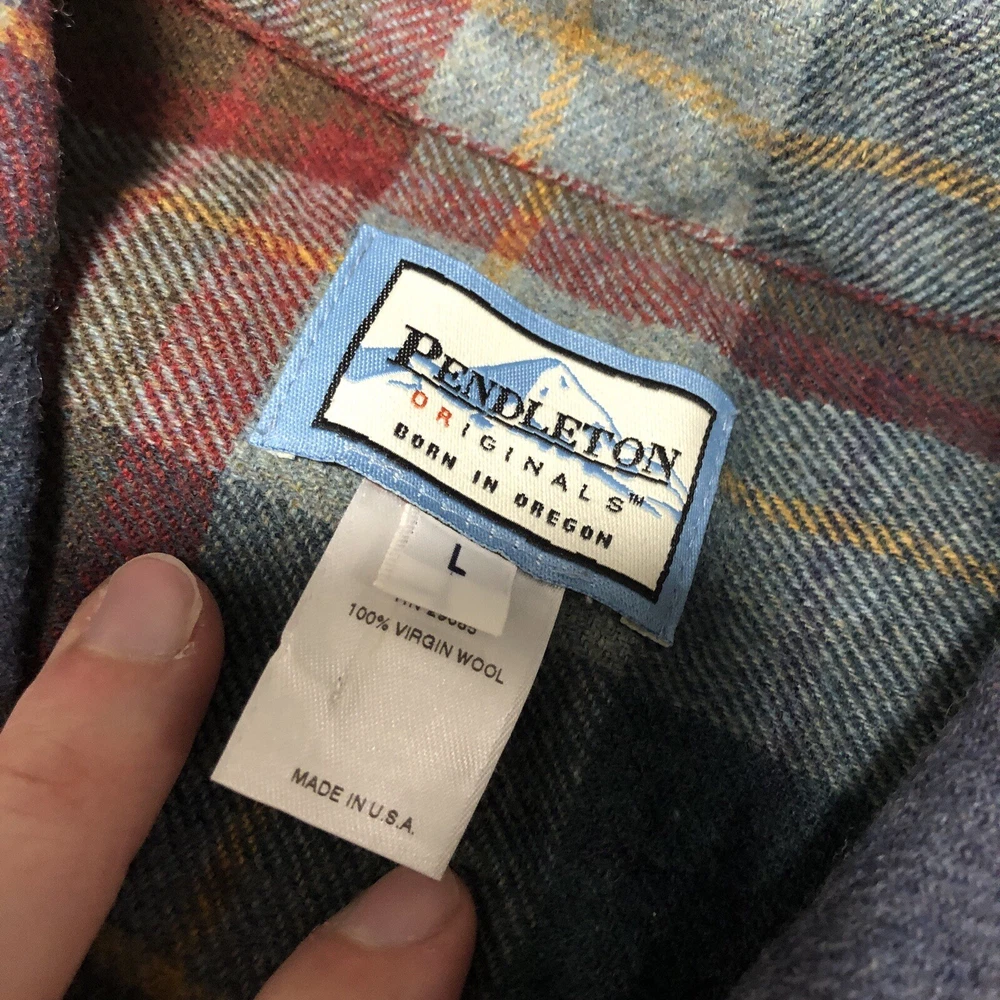 PENDLETON
ORIGINALS™
BORN IN OREGON
L
100% VIRGIN WOOL
MADE IN U.S.A.